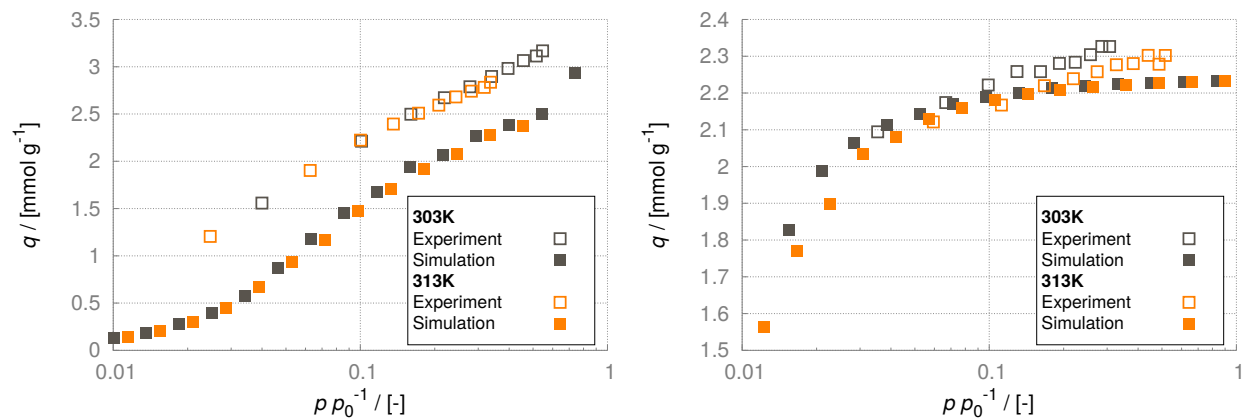 3.5
3
2.5
2
1.5
1
0.5
0
0.01
0.1
1
q / [mmol g⁻¹]
p p₀⁻¹ / [-]
303K
Experiment
Simulation
313K
Experiment
Simulation
2.4
2.3
2.2
2.1
2
1.9
1.8
1.7
1.6
1.5
0.01
0.1
1
q / [mmol g⁻¹]
p p₀⁻¹ / [-]
303K
Experiment
Simulation
313K
Experiment
Simulation